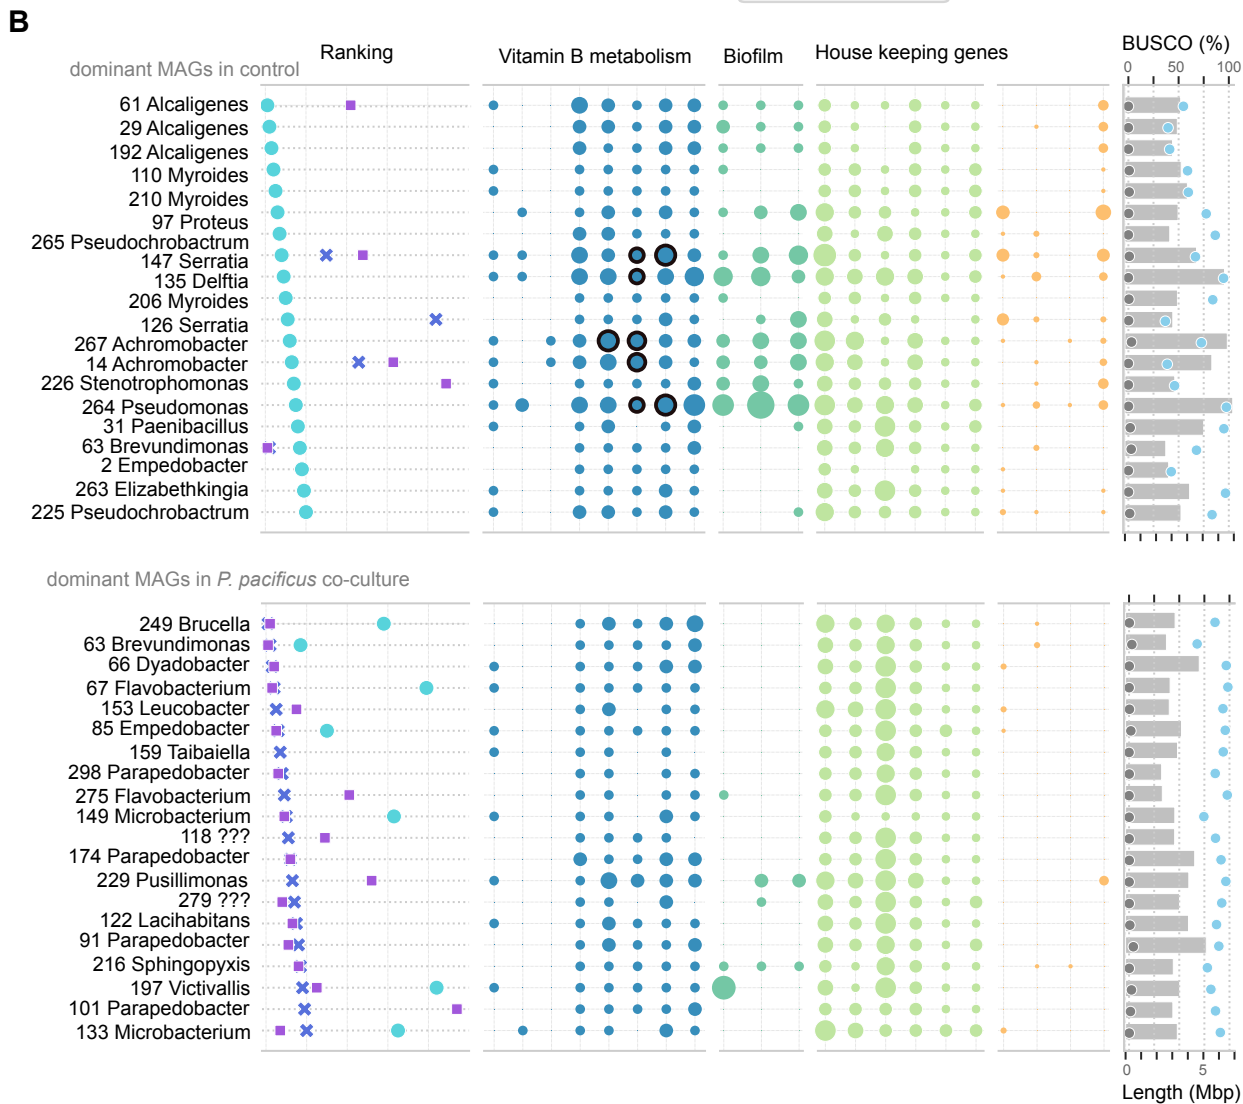 B
Ranking
Vitamin B metabolism
Biofilm
House keeping genes
BUSCO (%)
0 50 100
dominant MAGs in control
61 Alcaligenes
29 Alcaligenes
192 Alcaligenes
110 Myroides
210 Myroides
97 Proteus
265 Pseudochrobactrum
147 Serratia
135 Delftia
206 Myroides
126 Serratia
267 Achromobacter
14 Achromobacter
226 Stenotrophomonas
264 Pseudomonas
31 Paenibacillus
63 Brevundimonas
2 Empedobacter
263 Elizabethkingia
225 Pseudochrobactrum
dominant MAGs in P. pacificus co-culture
249 Brucella
63 Brevundimonas
66 Dyadobacter
67 Flavobacterium
153 Leucobacter
85 Empedobacter
159 Taibaiella
298 Parapedobacter
275 Flavobacterium
149 Microbacterium
118 ???
174 Parapedobacter
229 Pusillimonas
279 ???
122 Lacihabitans
91 Parapedobacter
216 Sphingopyxis
197 Victivallis
101 Parapedobacter
133 Microbacterium
0 5
Length (Mbp)